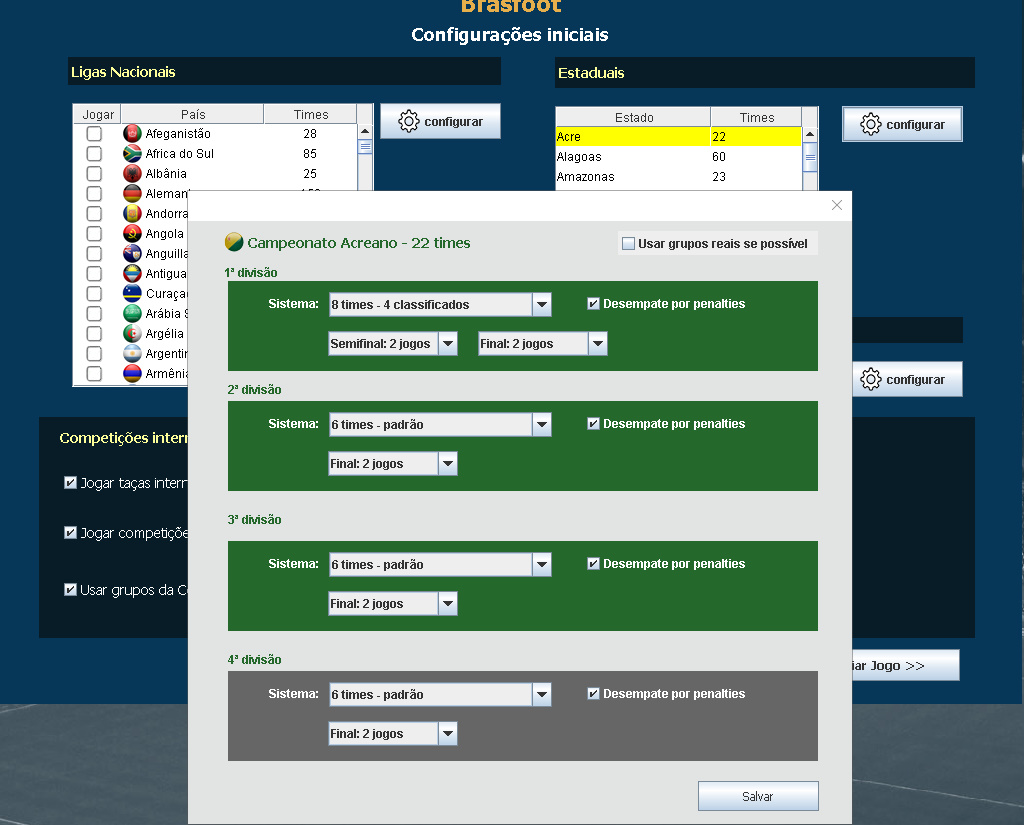 Brasfoot
Configurações iniciais
Ligas Nacionais
Estaduais
Jogar País Times
configurar
Afeganistão 28
Africa do Sul 85
Albânia 25
Aleman
Andorra
Angola
Anguilla
Antigua
Curaça
Arábia S
Argélia
Argentin
Armênia
Estado Times
configurar
Acre 22
Alagoas 60
Amazonas 23
configurar
Competições intern
Jogar taças intern
Jogar competiçõe
Usar grupos da C
iar Jogo >>
Campeonato Acreano - 22 times
Usar grupos reais se possível
1ª divisão
Sistema: 8 times - 4 classificados Desempate por penalties
Semifinal: 2 jogos Final: 2 jogos
2ª divisão
Sistema: 6 times - padrão Desempate por penalties
Final: 2 jogos
3ª divisão
Sistema: 6 times - padrão Desempate por penalties
Final: 2 jogos
4ª divisão
Sistema: 6 times - padrão Desempate por penalties
Final: 2 jogos
Salvar